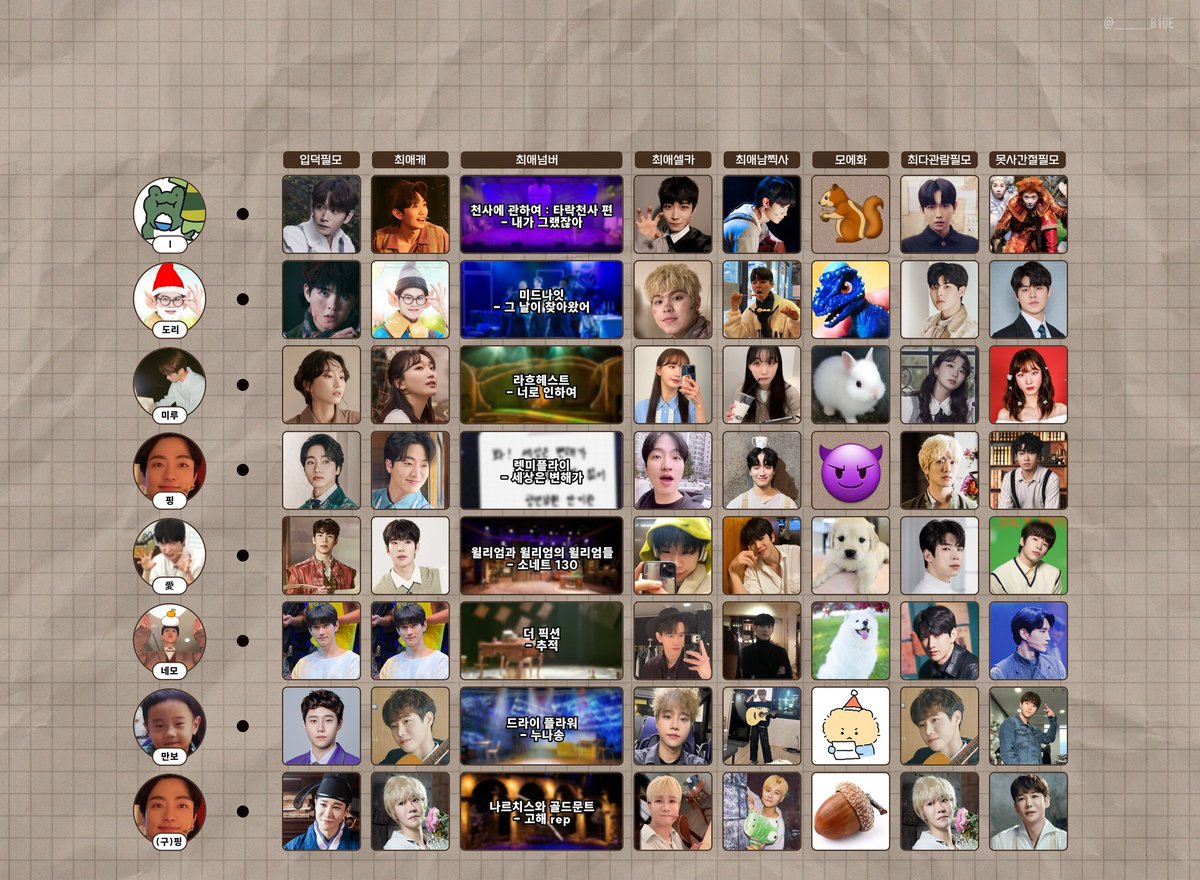 @______B1UE
입덕필모 최애캐 최애넘버 최애셀카 최애남찍사 모에화 최다관람필모 못사간절필모
천사에 관하여 : 타락천사 편
- 내가 그랬잖아
I
미드나잇
- 그 날이 찾아왔어
도리
라흐헤스트
- 너로 인하여
미루
렛미플라이
- 세상은 변해가
핑
윌리엄과 윌리엄의 윌리엄들
- 소네트 130
愛
더 픽션
- 추적
네모
드라이 플라워
- 누나송
만보
나르치스와 골드문트
- 고해 rep
(구)핑